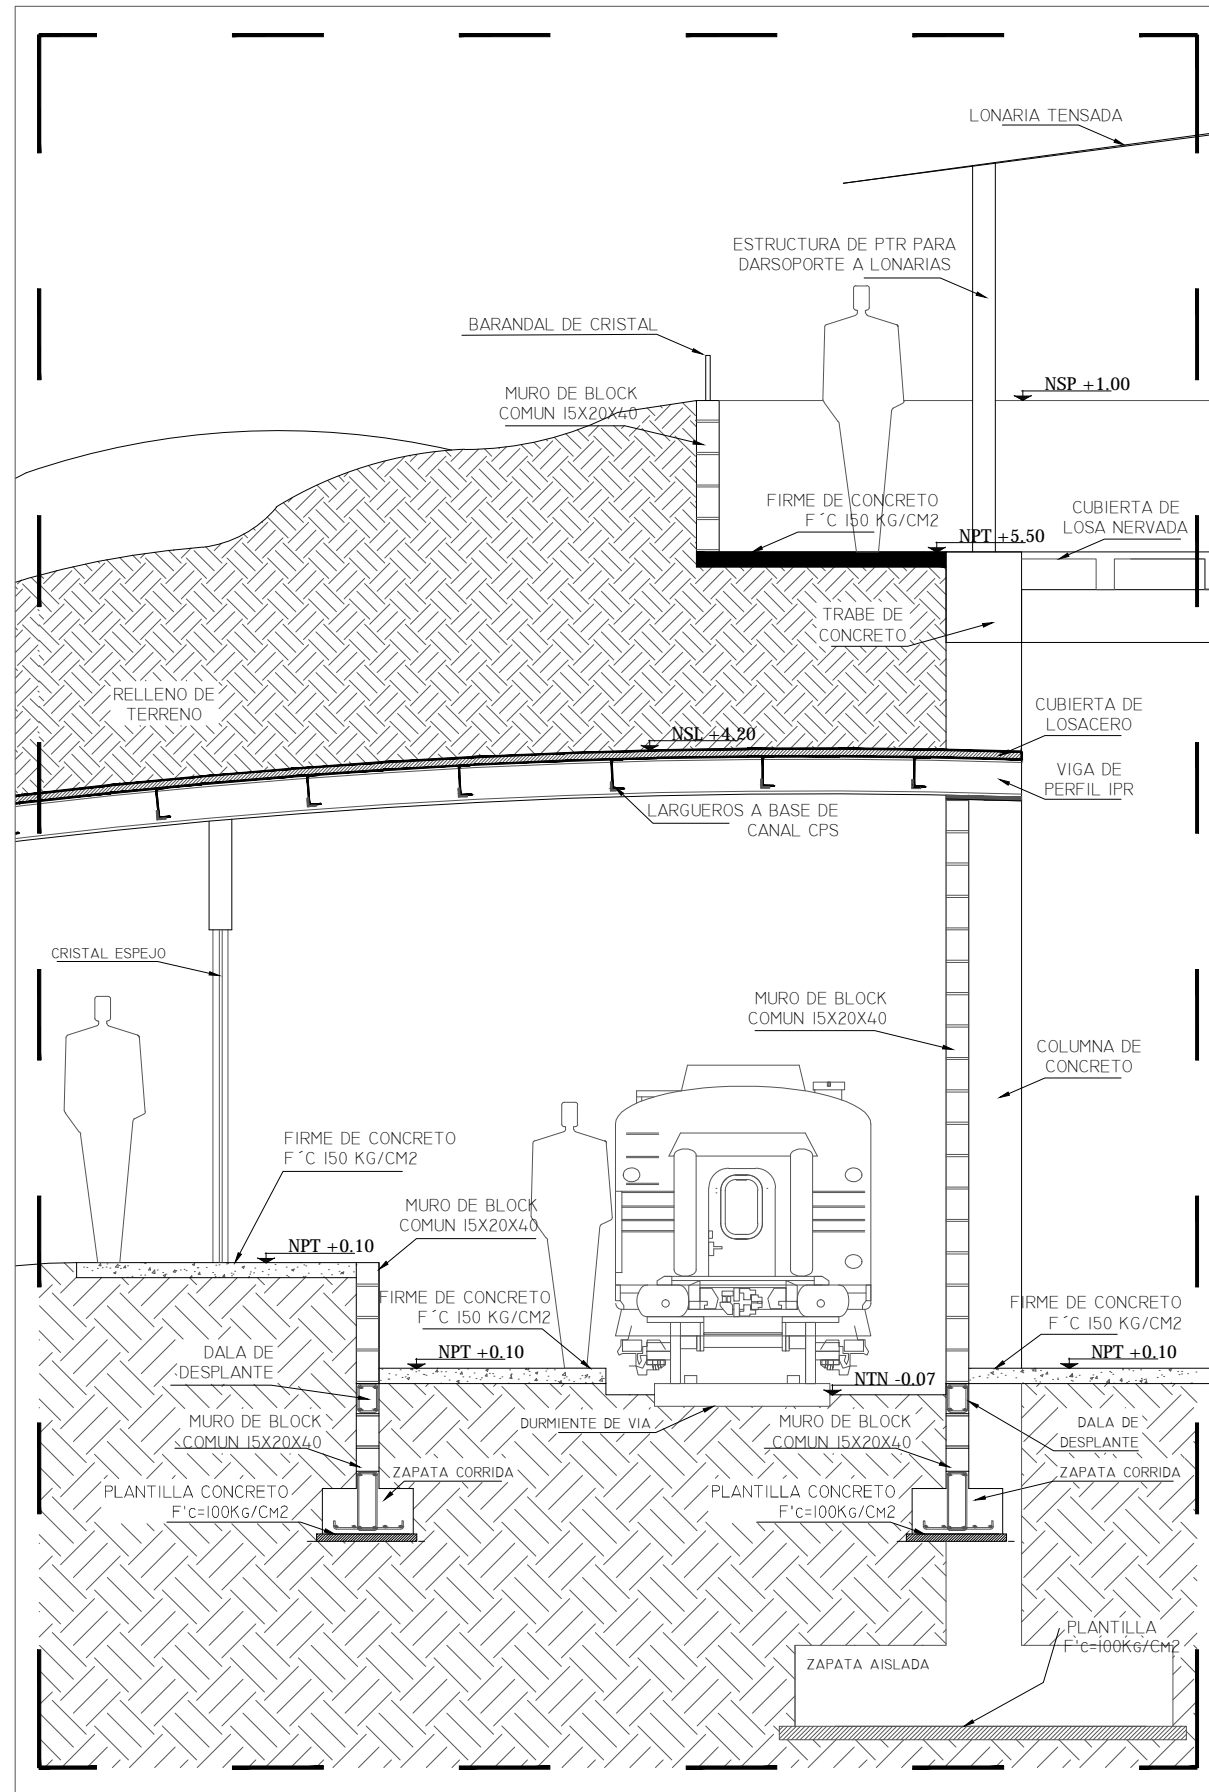 LONARIA TENSADA
ESTRUCTURA DE PTR PARA
DARSOPORTE A LONARIAS
BARANDAL DE CRISTAL
NSP +1.00
MURO DE BLOCK
COMUN 15X20X40
FIRME DE CONCRETO
F´C 150 KG/CM2
CUBIERTA DE
LOSA NERVADA
NPT +5.50
TRABE DE
CONCRETO
RELLENO DE
TERRENO
CUBIERTA DE
LOSACERO
NSL +4.20
VIGA DE
PERFIL IPR
LARGUEROS A BASE DE
CANAL CPS
CRISTAL ESPEJO
MURO DE BLOCK
COMUN 15X20X40
COLUMNA DE
CONCRETO
FIRME DE CONCRETO
F´C 150 KG/CM2
MURO DE BLOCK
COMUN 15X20X40
NPT +0.10
FIRME DE CONCRETO
F´C 150 KG/CM2
FIRME DE CONCRETO
F´C 150 KG/CM2
DALA DE
DESPLANTE
NPT +0.10
NPT +0.10
NTN -0.07
MURO DE BLOCK
COMUN 15X20X40
DURMIENTE DE VIA
MURO DE BLOCK
COMUN 15X20X40
DALA DE
DESPLANTE
ZAPATA CORRIDA
ZAPATA CORRIDA
PLANTILLA CONCRETO
F'C=100KG/CM2
PLANTILLA CONCRETO
F'C=100KG/CM2
PLANTILLA
F'C=100KG/CM2
ZAPATA AISLADA